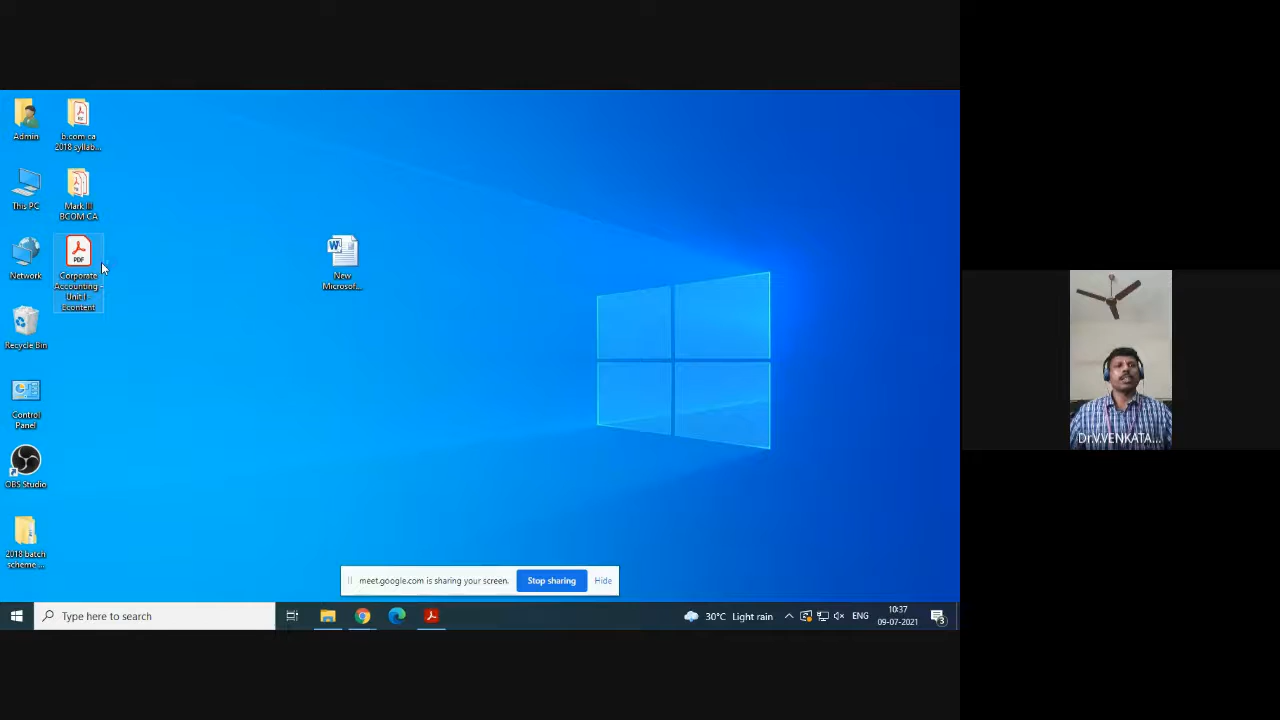 Admin
b.com ca
2018 syllab...
This PC
Mark III
BCOM CA
Network
PDF
Corporate
Accounting -
Unit I -
Econtent
W
New
Microsof...
Recycle Bin
Control
Panel
OBS Studio
2018 batch
scheme ...
meet.google.com is sharing your screen.
Stop sharing
Hide
Type here to search
30°C Light rain
ENG
10:37
09-07-2021
3
Dr.V.VENKATA...